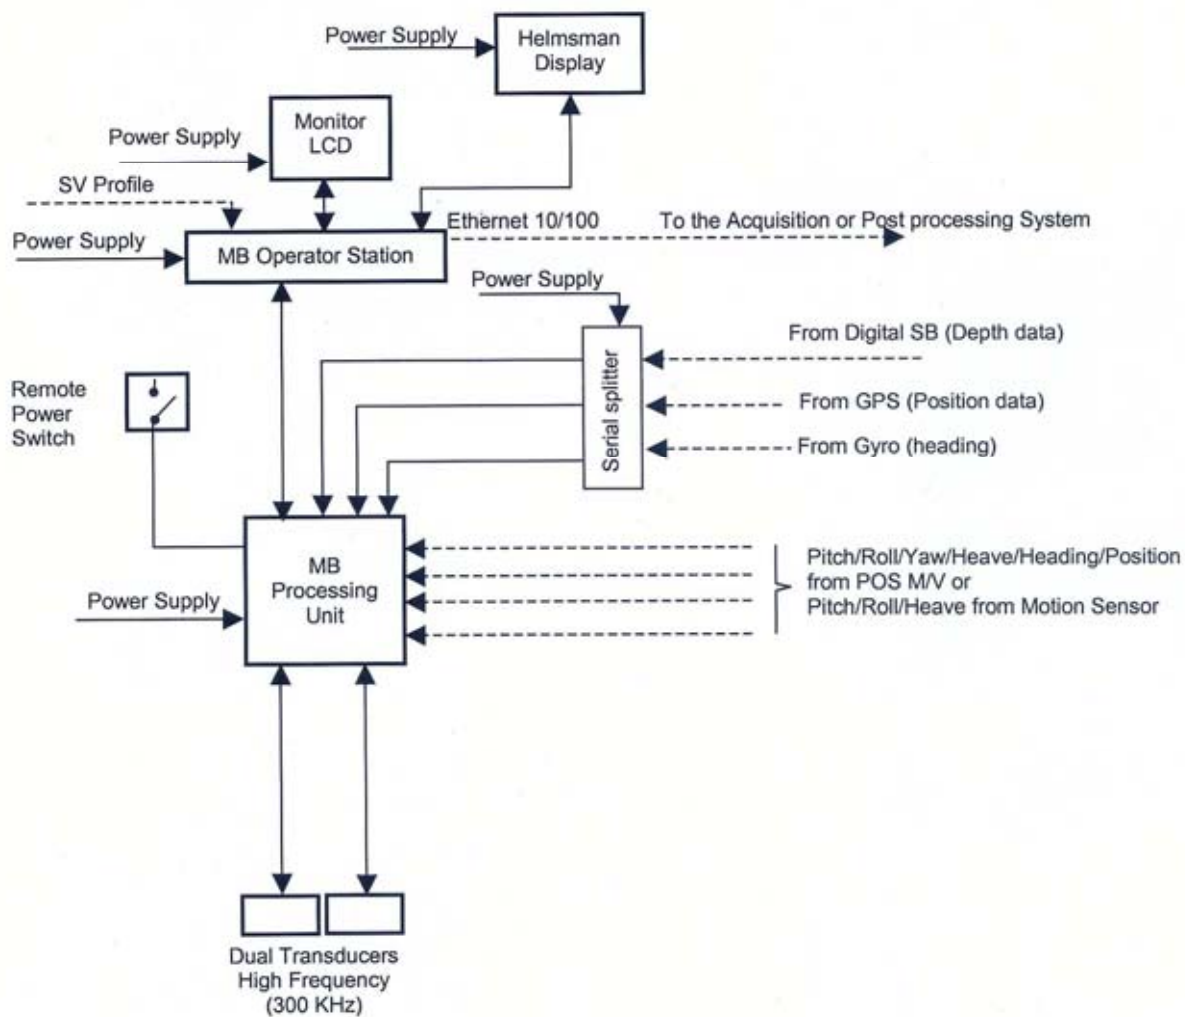 Power Supply
Helmsman
Display
Monitor
LCD
Power Supply
SV Profile
Ethernet 10/100
To the Acquisition or Post processing System
Power Supply
MB Operator Station
Power Supply
From Digital SB (Depth data)
Remote
Power
Switch
Serial splitter
From GPS (Position data)
From Gyro (heading)
MB
Processing
Unit
Pitch/Roll/Yaw/Heave/Heading/Position
from POS M/V or
Pitch/Roll/Heave from Motion Sensor
Power Supply
Dual Transducers
High Frequency
(300 KHz)